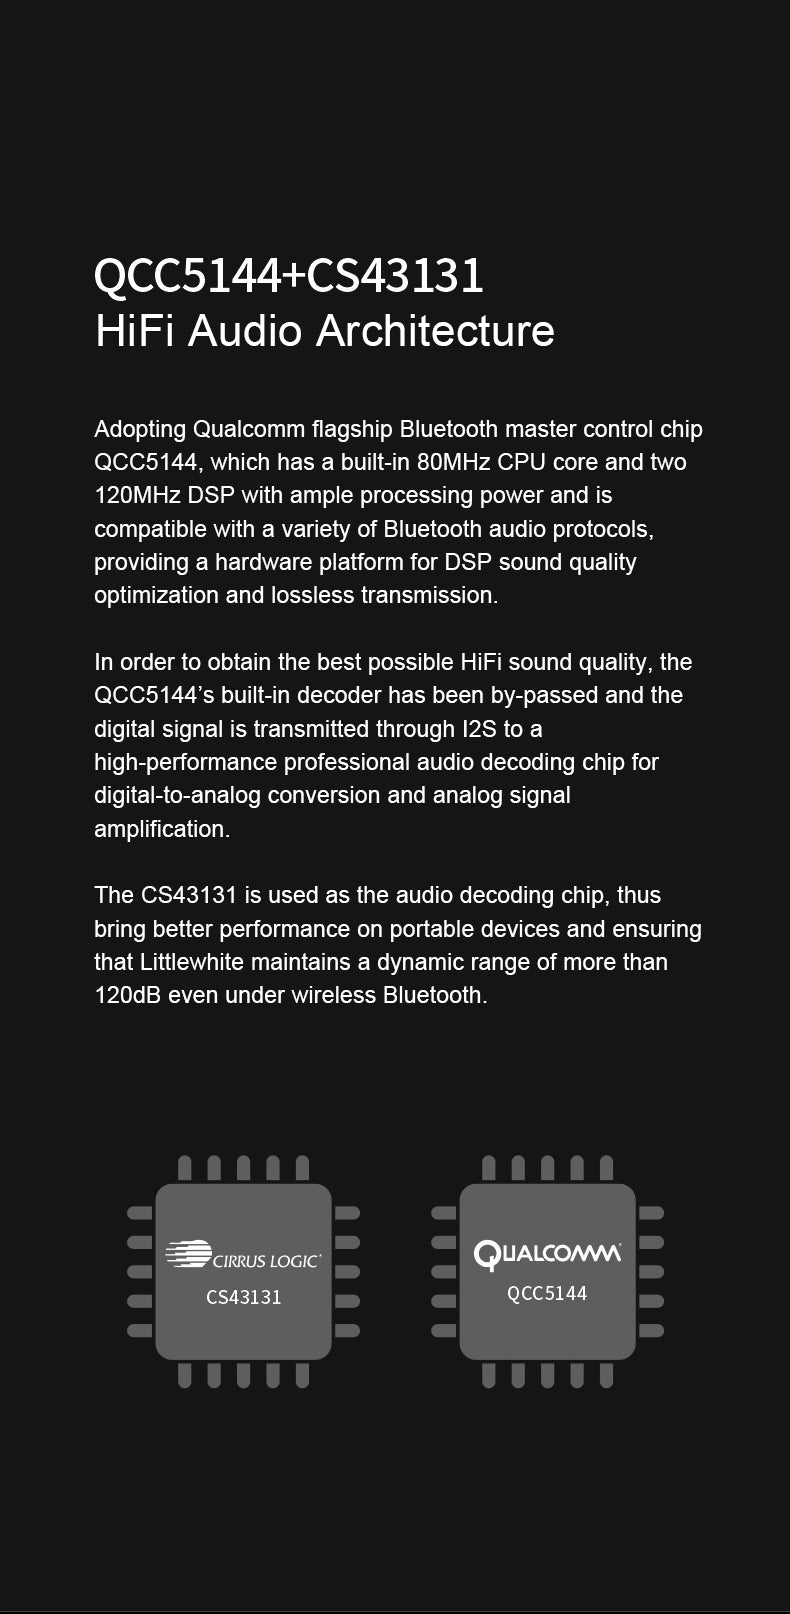 QCC5144+CS43131
HiFi Audio Architecture
Adopting Qualcomm flagship Bluetooth master control chip
QCC5144, which has a built-in 80MHz CPU core and two
120MHz DSP with ample processing power and is
compatible with a variety of Bluetooth audio protocols,
providing a hardware platform for DSP sound quality
optimization and lossless transmission.
In order to obtain the best possible HiFi sound quality, the
QCC5144’s built-in decoder has been by-passed and the
digital signal is transmitted through I2S to a
high-performance professional audio decoding chip for
digital-to-analog conversion and analog signal
amplification.
The CS43131 is used as the audio decoding chip, thus
bring better performance on portable devices and ensuring
that Littlewhite maintains a dynamic range of more than
120dB even under wireless Bluetooth.
CIRRUS LOGIC
CS43131
QUALCOMM
QCC5144